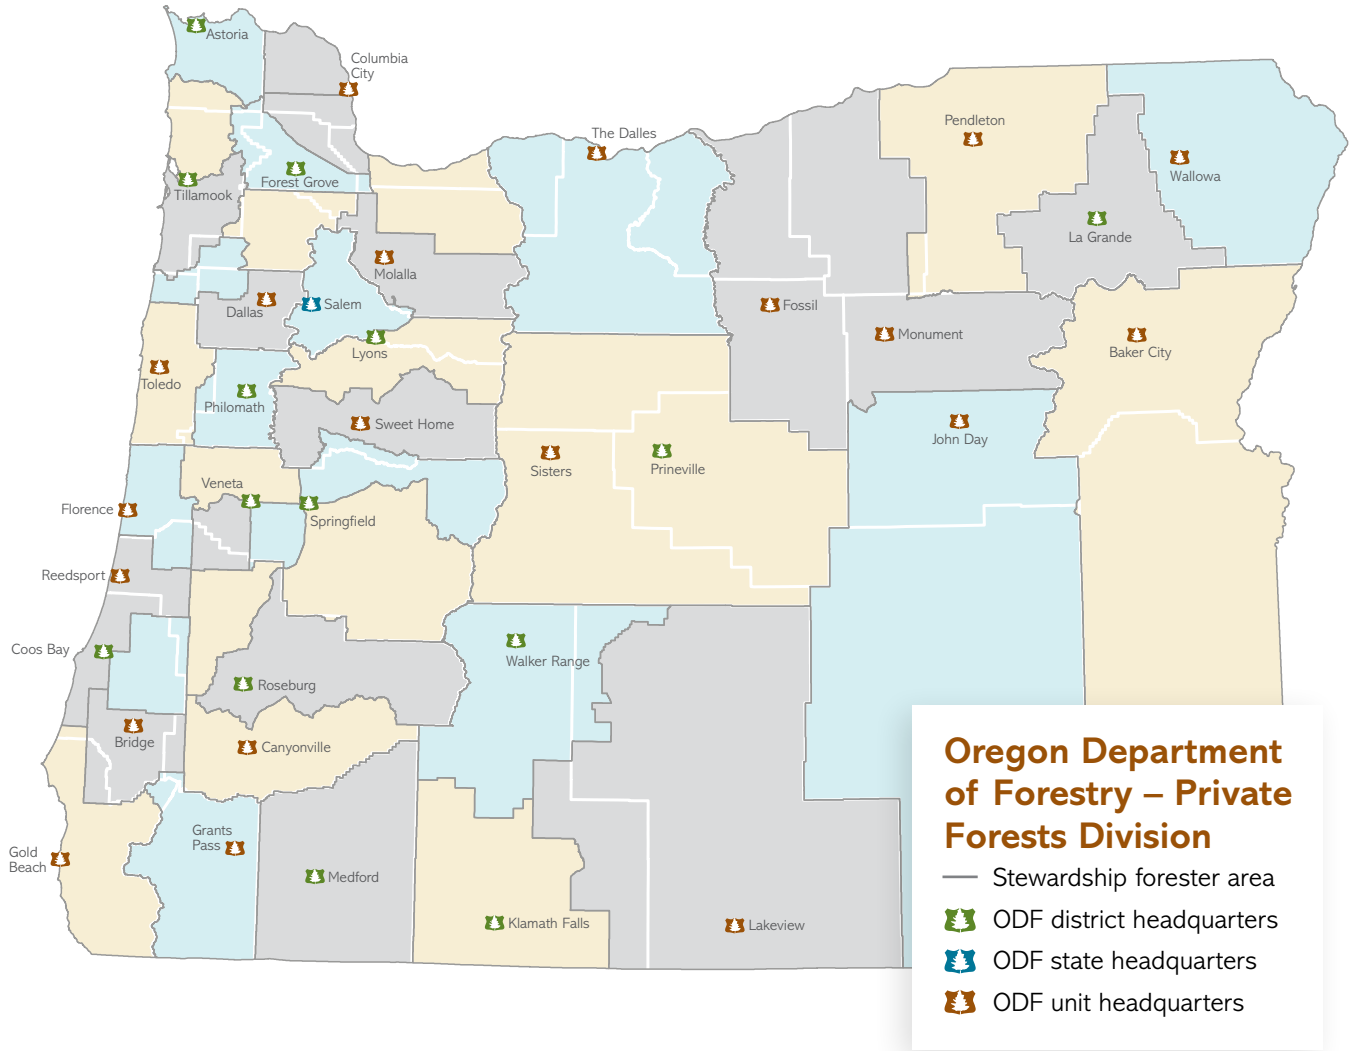 Astoria
Columbia
City
The Dalles
Pendleton
Wallowa
Forest Grove
Tillamook
La Grande
Molalla
Dallas
Salem
Fossil
Monument
Lyons
Baker City
Toledo
Philomath
Sweet Home
John Day
Sisters
Prineville
Veneta
Florence
Springfield
Reedsport
Coos Bay
Walker Range
Roseburg
Bridge
Canyonville
Grants
Pass
Gold
Beach
Medford
Klamath Falls
Lakeview
Oregon Department
of Forestry – Private
Forests Division
Stewardship forester area
ODF district headquarters
ODF state headquarters
ODF unit headquarters